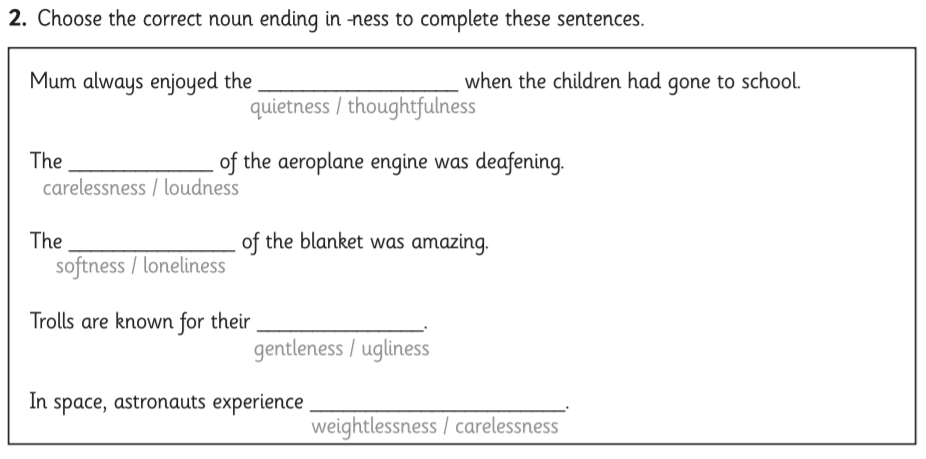 2. Choose the correct noun ending in -ness to complete these sentences.
Mum always enjoyed the ____________________ when the children had gone to school.
quietness / thoughtfulness
The ______________ of the aeroplane engine was deafening.
carelessness / loudness
The ________________ of the blanket was amazing.
softness / loneliness
Trolls are known for their ________________.
gentleness / ugliness
In space, astronauts experience _________________________.
weightlessness / carelessness